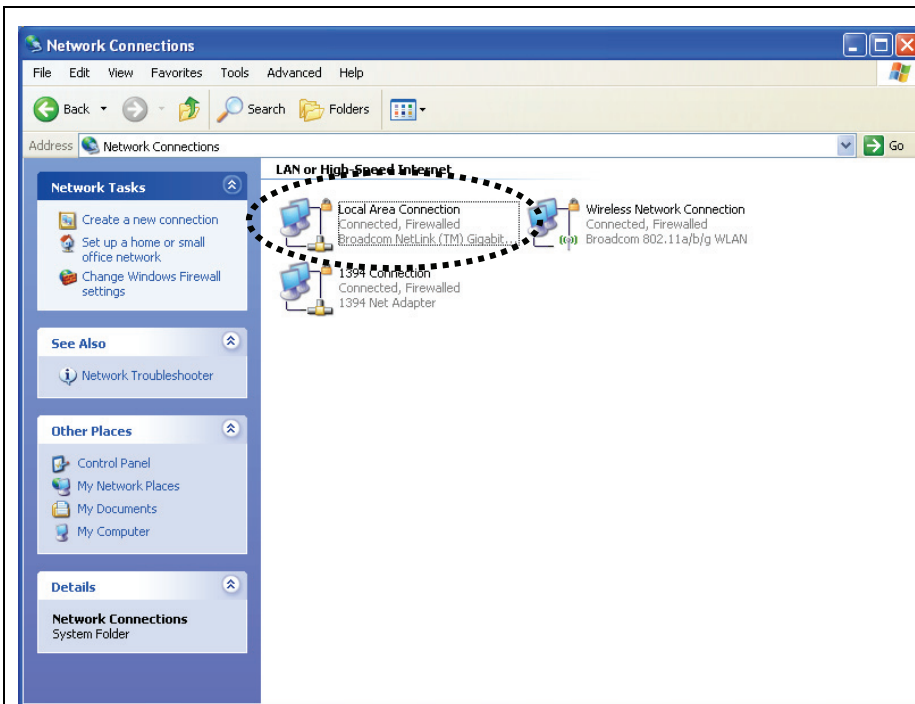 Network Connections
File Edit View Favorites Tools Advanced Help
Back Search Folders
Address Network Connections Go
Network Tasks
Create a new connection
Set up a home or small
office network
Change Windows Firewall
settings
See Also
Network Troubleshooter
Other Places
Control Panel
My Network Places
My Documents
My Computer
Details
Network Connections
System Folder
LAN or High-Speed Internet
Local Area Connection
Connected, Firewalled
Broadcom NetLink (TM) Gigabit...
Wireless Network Connection
Connected, Firewalled
Broadcom 802.11a/b/g WLAN
1394 Connection
Connected, Firewalled
1394 Net Adapter